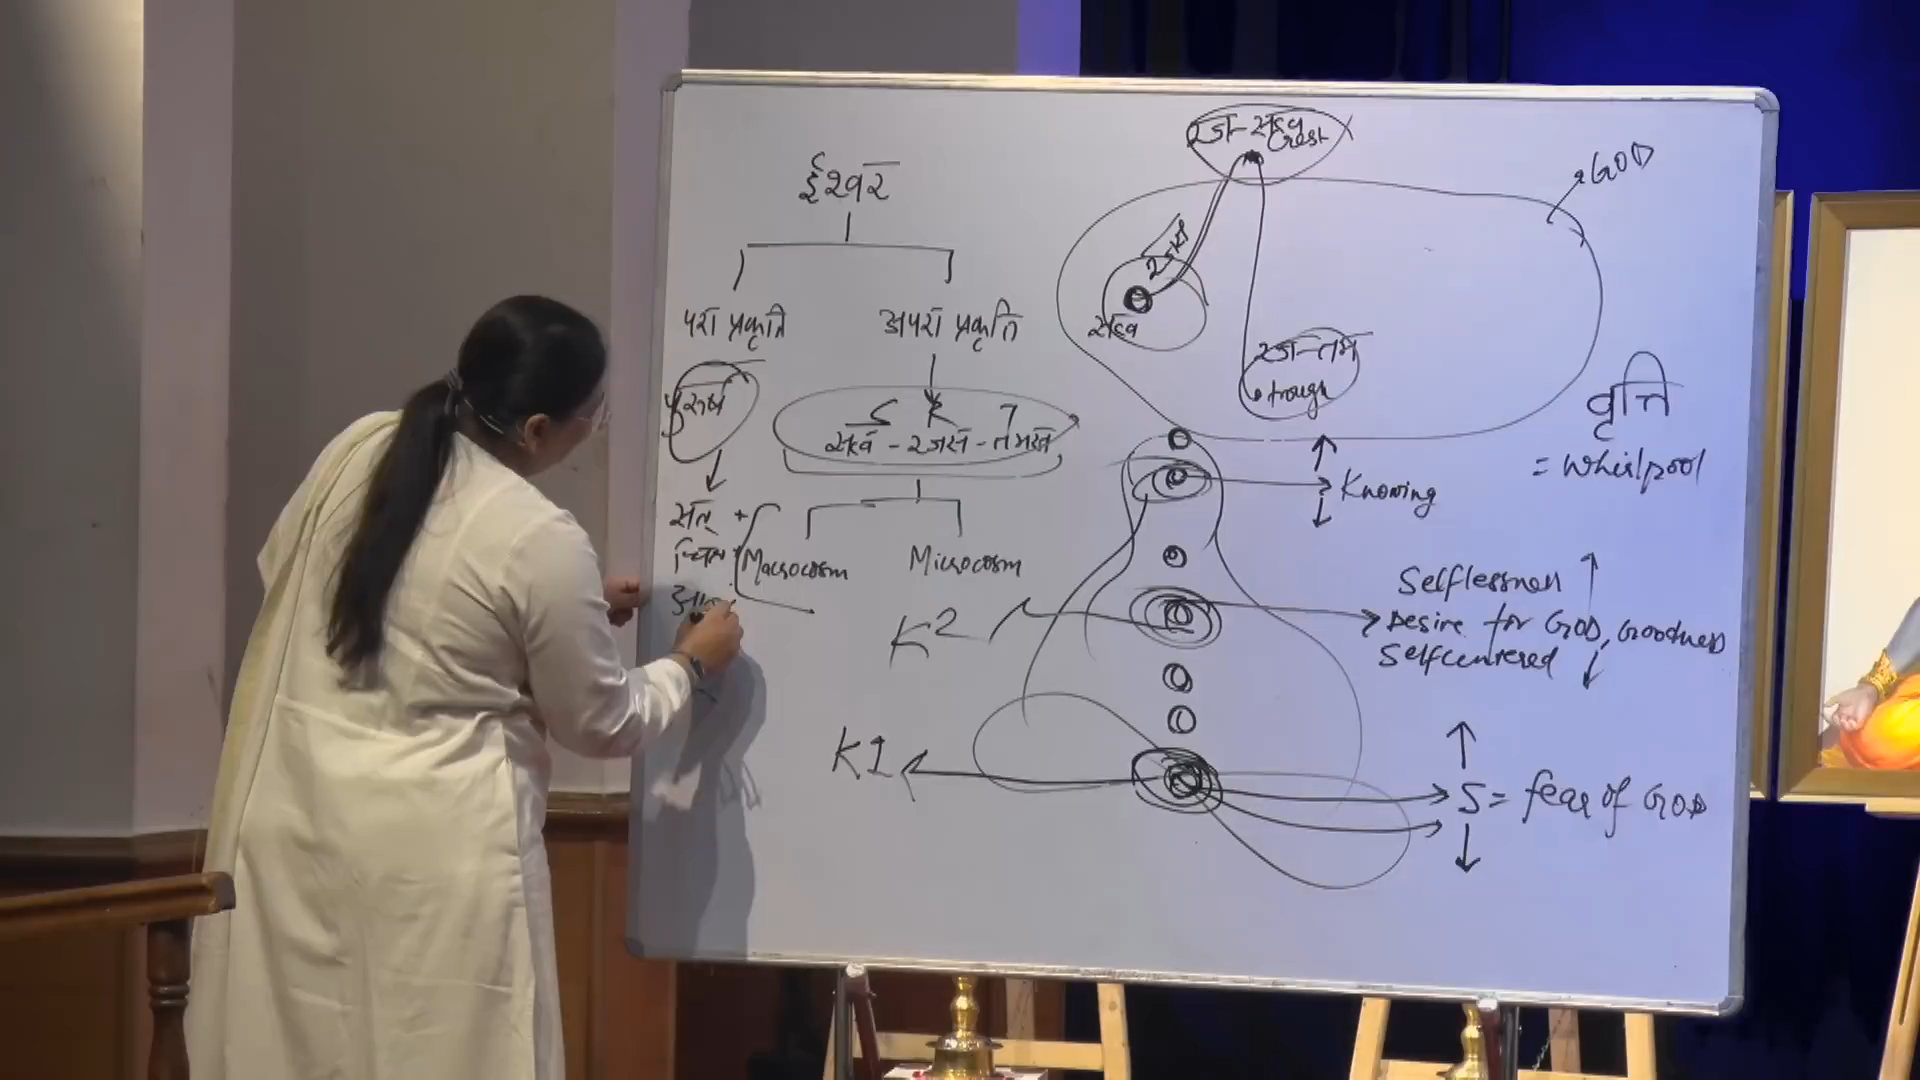 ईश्वर
परा प्रकृति
अपरा प्रकृति
पुरुष
S R T
सत्व - रजस - तमस
सत् +
चित् +
Macrocosm
Microcosm
रज-सत्व
crest
GOD
सत्व
रज-तम
trough
वृत्ति
= Whirlpool
Knowing
Selflessness
Desire for GOD, Goodness
Selfcentered
K2
K1
S = fear of GOD